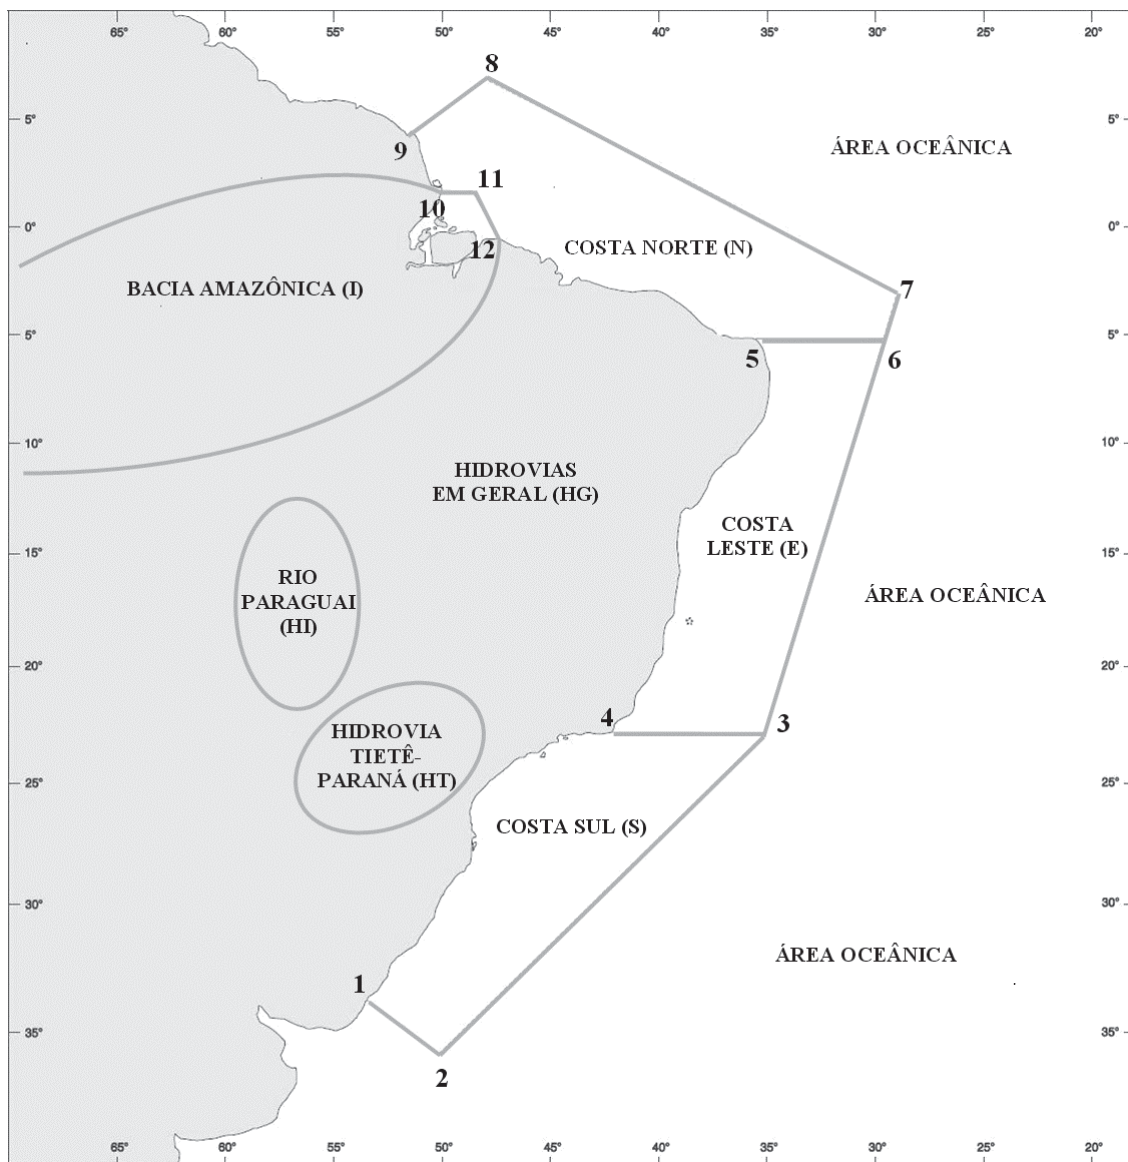 65° 60° 55° 50° 45° 40° 35° 30° 25° 20°
8
5° 5°
9
ÁREA OCEÂNICA
11
10
0° 0°
12
COSTA NORTE (N)
BACIA AMAZÔNICA (I)
7
5° 5°
5
6
10° 10°
HIDROVIAS
EM GERAL (HG)
COSTA
LESTE (E)
15° 15°
RIO
PARAGUAI
(HI)
ÁREA OCEÂNICA
20° 20°
4
3
HIDROVIA
TIETÊ-
PARANÁ (HT)
25° 25°
COSTA SUL (S)
30° 30°
ÁREA OCEÂNICA
1
35° 35°
2
65° 60° 55° 50° 45° 40° 35° 30° 25° 20°